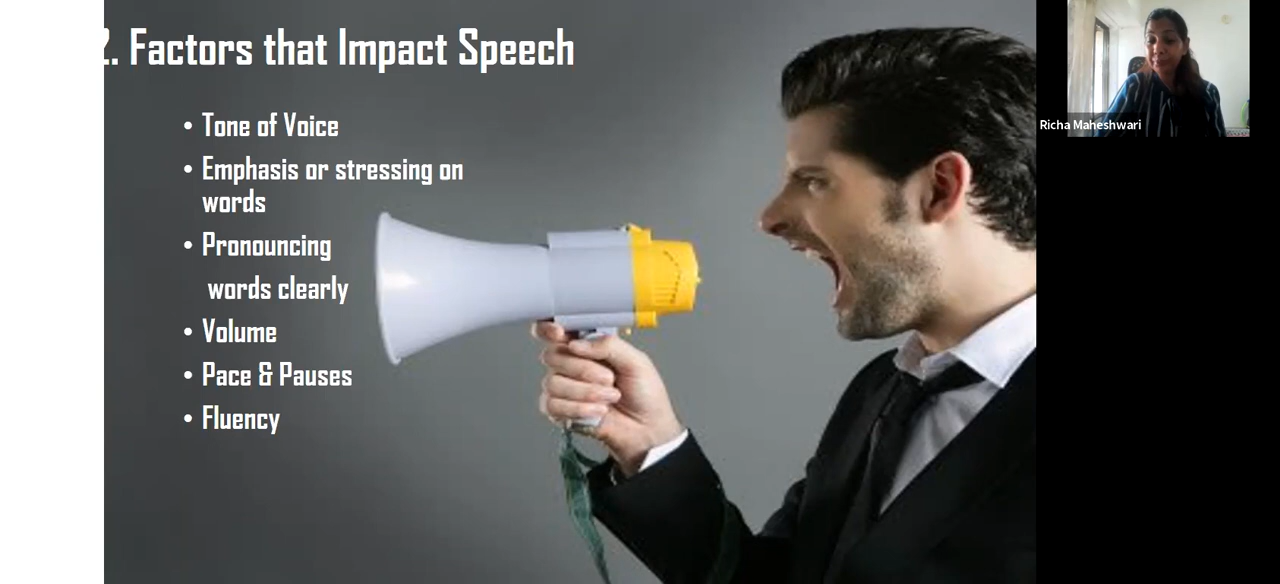 2. Factors that Impact Speech
• Tone of Voice
• Emphasis or stressing on
words
• Pronouncing
words clearly
• Volume
• Pace & Pauses
• Fluency
Richa Maheshwari